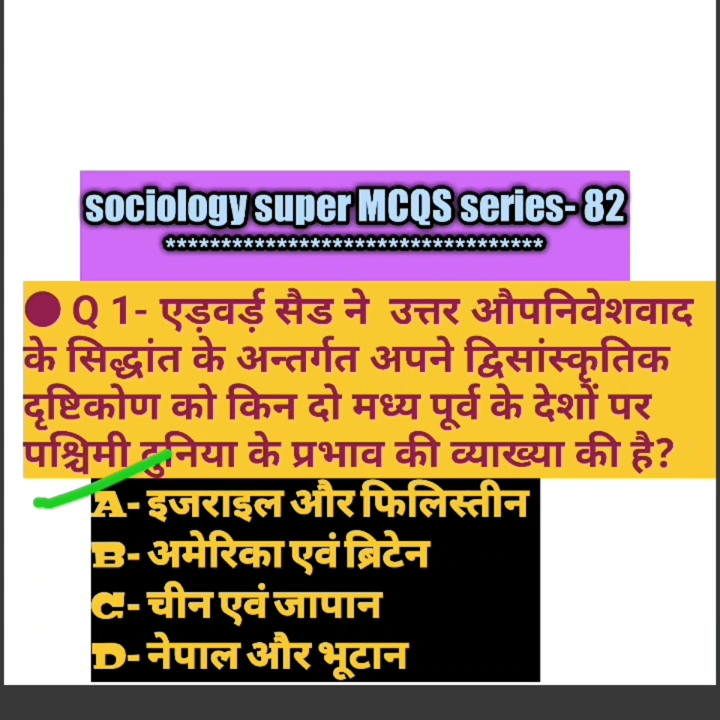 sociology super MCQS series- 82
**********************************
● Q 1- एड़वर्ड़ सैड ने उत्तर औपनिवेशवाद
के सिद्धांत के अन्तर्गत अपने द्विसांस्कृतिक
दृष्टिकोण को किन दो मध्य पूर्व के देशों पर
पश्चिमी दुनिया के प्रभाव की व्याख्या की है?
A- इजराइल और फिलिस्तीन
B- अमेरिका एवं ब्रिटेन
C- चीन एवं जापान
D- नेपाल और भूटान